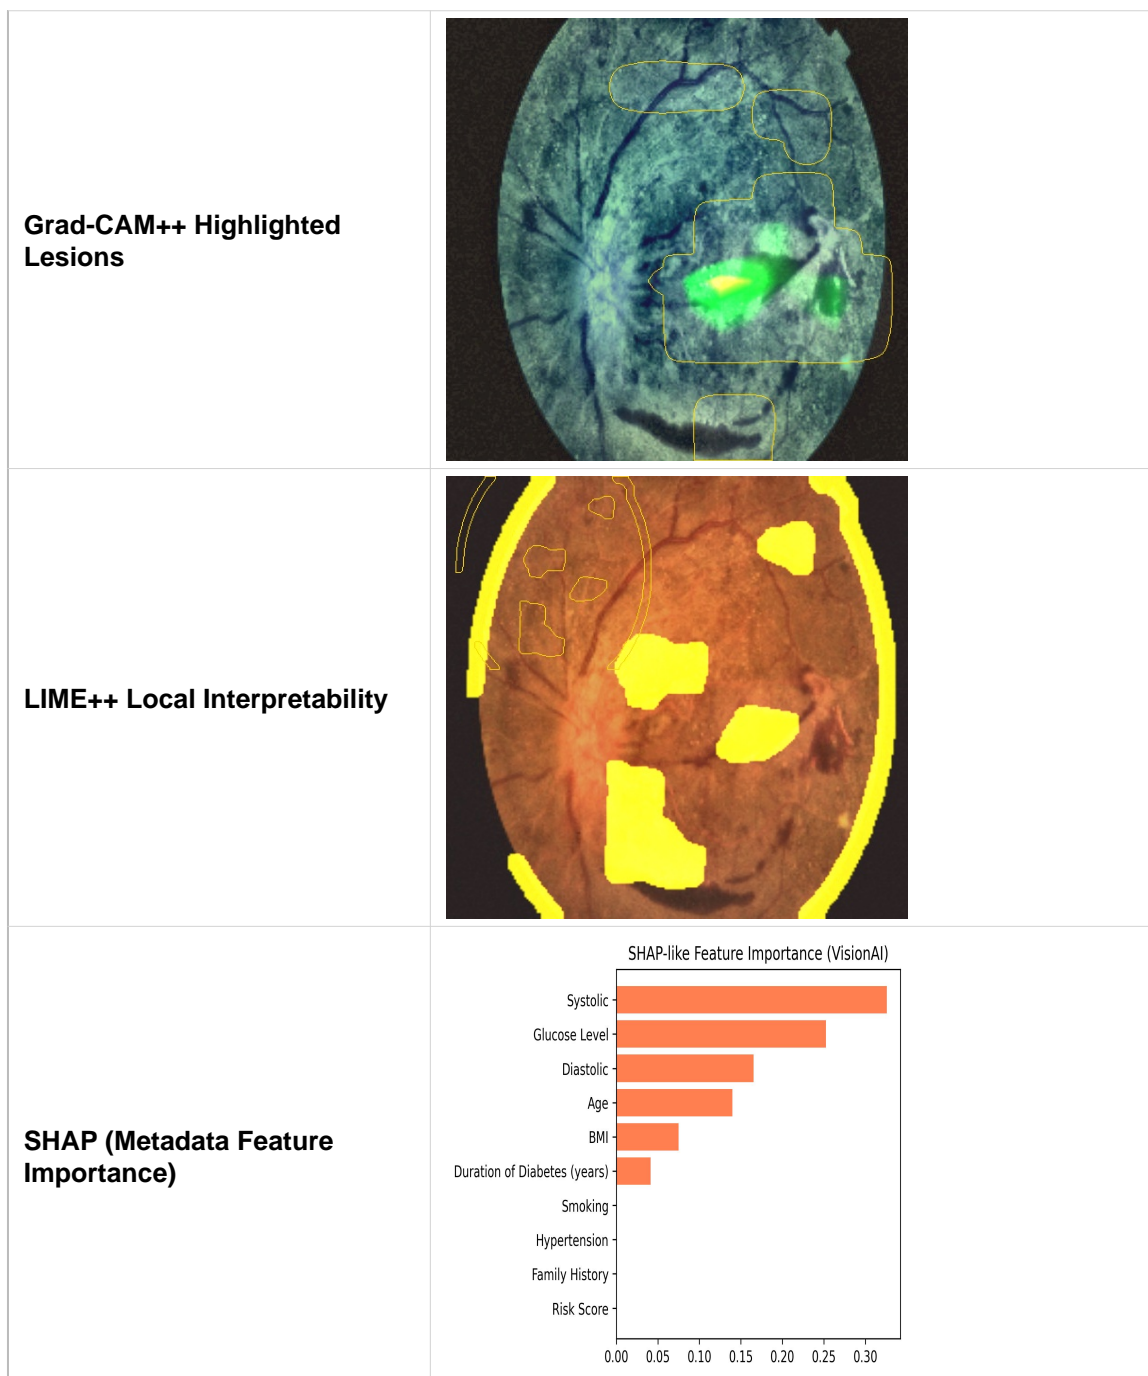 Grad-CAM++ Highlighted
Lesions
LIME++ Local Interpretability
SHAP (Metadata Feature
Importance)
SHAP-like Feature Importance (VisionAI)
Systolic
Glucose Level
Diastolic
Age
BMI
Duration of Diabetes (years)
Smoking
Hypertension
Family History
Risk Score
0.00 0.05 0.10 0.15 0.20 0.25 0.30